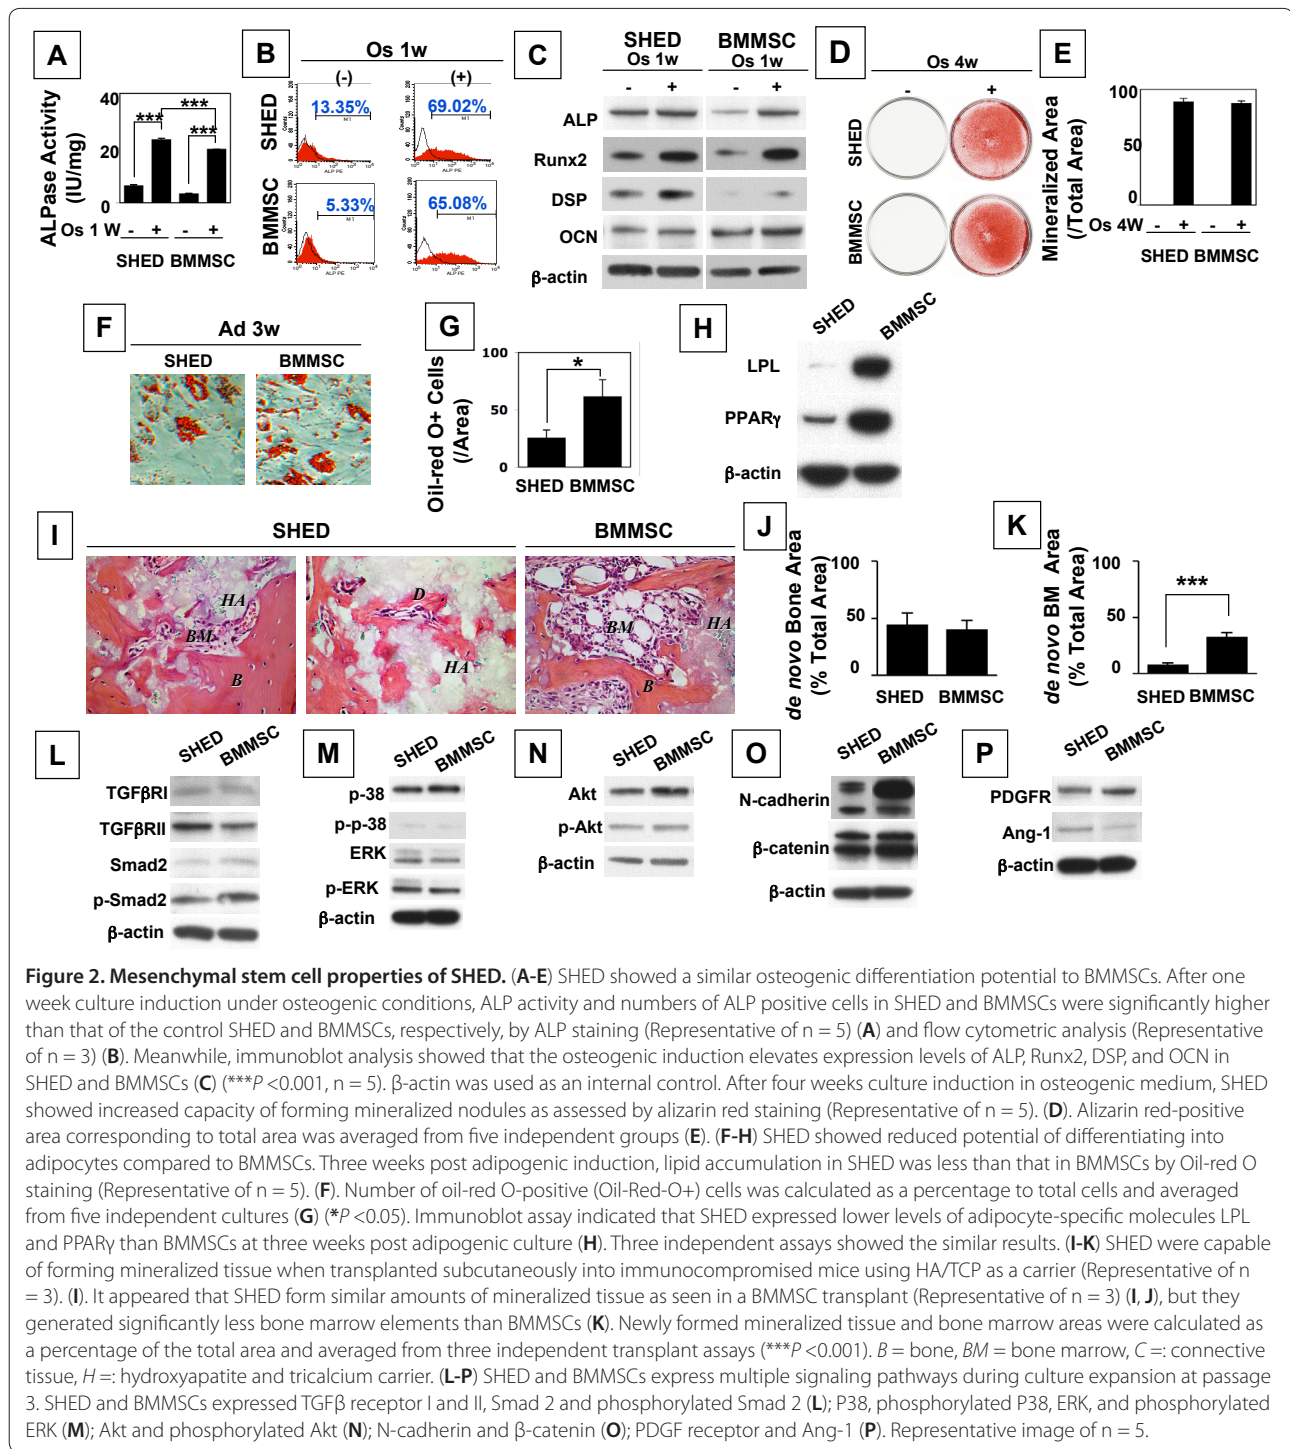 A
ALPase Activity
(IU/mg)
40
20
0
***
***
***
Os 1 W - + - +
SHED BMMSC
B
Os 1w
(-) (+)
SHED
13.35%
M1
69.02%
M1
BMMSC
5.33%
M1
65.08%
M1
Counts
ALP PE
C
SHED BMMSC
Os 1w Os 1w
- + - +
ALP
Runx2
DSP
OCN
β-actin
D
Os 4w
- +
SHED
BMMSC
E
Mineralized Area
(/Total Area)
100
50
0
Os 4W - + - +
SHED BMMSC
F
Ad 3w
SHED BMMSC
G
Oil-red O+ Cells
(/Area)
100
50
0
*
SHED BMMSC
H
SHED BMMSC
LPL
PPARγ
β-actin
I
SHED BMMSC
HA
BM
B
D
HA
BM
HA
B
J
de novo Bone Area
(% Total Area)
100
50
0
SHED BMMSC
K
de novo BM Area
(% Total Area)
100
50
0
***
SHED BMMSC
L
SHED BMMSC
TGFβRI
TGFβRII
Smad2
p-Smad2
β-actin
M
SHED BMMSC
p-38
p-p-38
ERK
p-ERK
β-actin
N
SHED BMMSC
Akt
p-Akt
β-actin
O
SHED BMMSC
N-cadherin
β-catenin
β-actin
P
SHED BMMSC
PDGFR
Ang-1
β-actin
Figure 2. Mesenchymal stem cell properties of SHED. (A-E) SHED showed a similar osteogenic differentiation potential to BMMSCs. After one
week culture induction under osteogenic conditions, ALP activity and numbers of ALP positive cells in SHED and BMMSCs were significantly higher
than that of the control SHED and BMMSCs, respectively, by ALP staining (Representative of n = 5) (A) and flow cytometric analysis (Representative
of n = 3) (B). Meanwhile, immunoblot analysis showed that the osteogenic induction elevates expression levels of ALP, Runx2, DSP, and OCN in
SHED and BMMSCs (C) (***P <0.001, n = 5). β-actin was used as an internal control. After four weeks culture induction in osteogenic medium, SHED
showed increased capacity of forming mineralized nodules as assessed by alizarin red staining (Representative of n = 5). (D). Alizarin red-positive
area corresponding to total area was averaged from five independent groups (E). (F-H) SHED showed reduced potential of differentiating into
adipocytes compared to BMMSCs. Three weeks post adipogenic induction, lipid accumulation in SHED was less than that in BMMSCs by Oil-red O
staining (Representative of n = 5). (F). Number of oil-red O-positive (Oil-Red-O+) cells was calculated as a percentage to total cells and averaged
from five independent cultures (G) (*P <0.05). Immunoblot assay indicated that SHED expressed lower levels of adipocyte-specific molecules LPL
and PPARγ than BMMSCs at three weeks post adipogenic culture (H). Three independent assays showed the similar results. (I-K) SHED were capable
of forming mineralized tissue when transplanted subcutaneously into immunocompromised mice using HA/TCP as a carrier (Representative of n
= 3). (I). It appeared that SHED form similar amounts of mineralized tissue as seen in a BMMSC transplant (Representative of n = 3) (I, J), but they
generated significantly less bone marrow elements than BMMSCs (K). Newly formed mineralized tissue and bone marrow areas were calculated as
a percentage of the total area and averaged from three independent transplant assays (***P <0.001). B = bone, BM = bone marrow, C =: connective
tissue, H =: hydroxyapatite and tricalcium carrier. (L-P) SHED and BMMSCs express multiple signaling pathways during culture expansion at passage
3. SHED and BMMSCs expressed TGFβ receptor I and II, Smad 2 and phosphorylated Smad 2 (L); P38, phosphorylated P38, ERK, and phosphorylated
ERK (M); Akt and phosphorylated Akt (N); N-cadherin and β-catenin (O); PDGF receptor and Ang-1 (P). Representative image of n = 5.